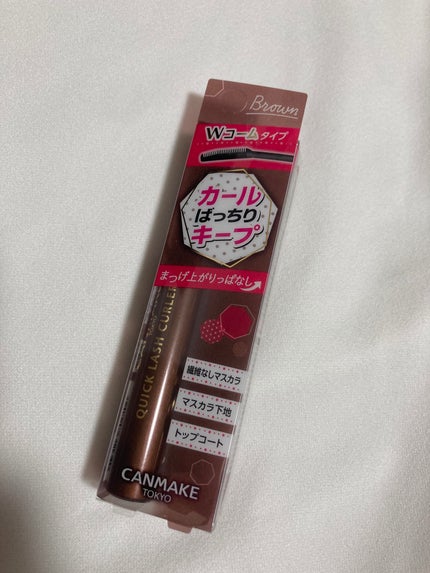 Brown
Wコームタイプ
カール
ばっちり
キープ
まつげ上がりっぱなし
QUICK LASH CURLER
繊維なしマスカラ
マスカラ下地
トップコート
CANMAKE
TOKYO